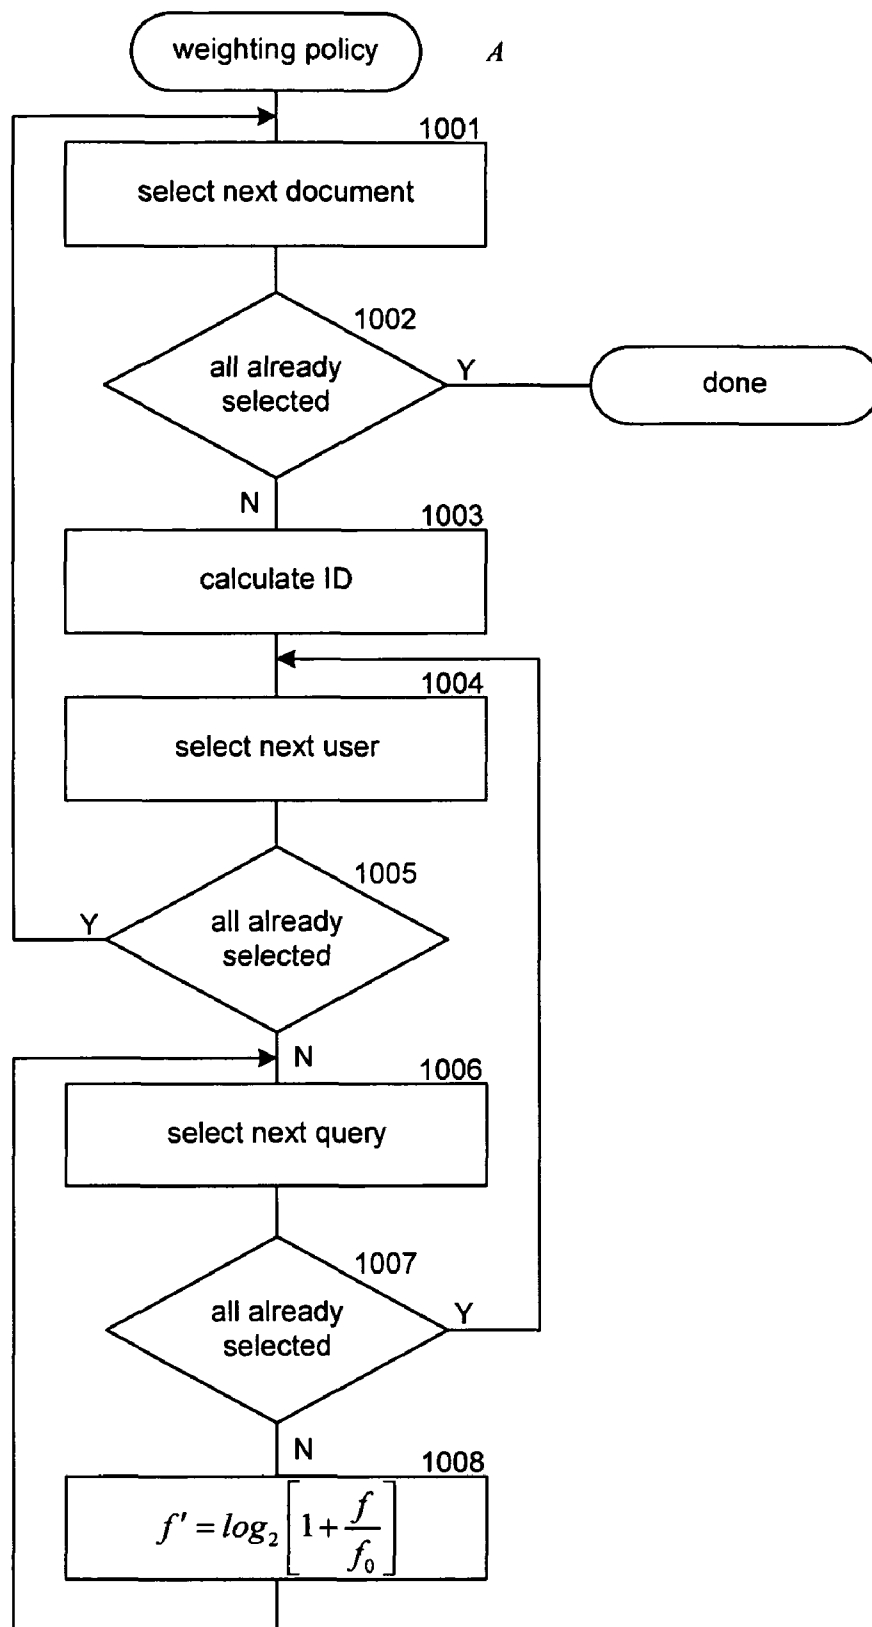 weighting policy
A
1001
select next document
1002
all already
selected
Y
done
N
1003
calculate ID
1004
select next user
1005
all already
selected
Y
N
1006
select next query
1007
all already
selected
Y
N
1008
f' = log₂[1 + f/f₀]